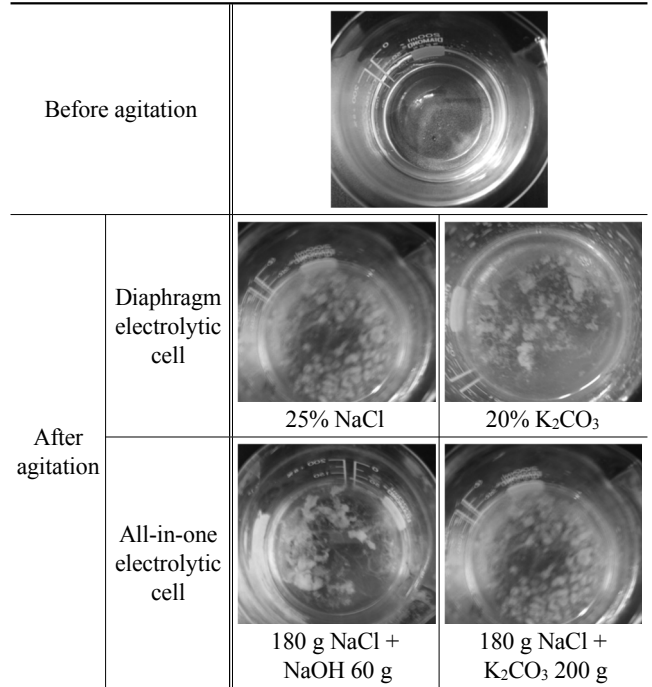 Before agitation
500ml
After
agitation
Diaphragm
electrolytic
cell
25% NaCl
20% K₂CO₃
All-in-one
electrolytic
cell
180 g NaCl +
NaOH 60 g
180 g NaCl +
K₂CO₃ 200 g